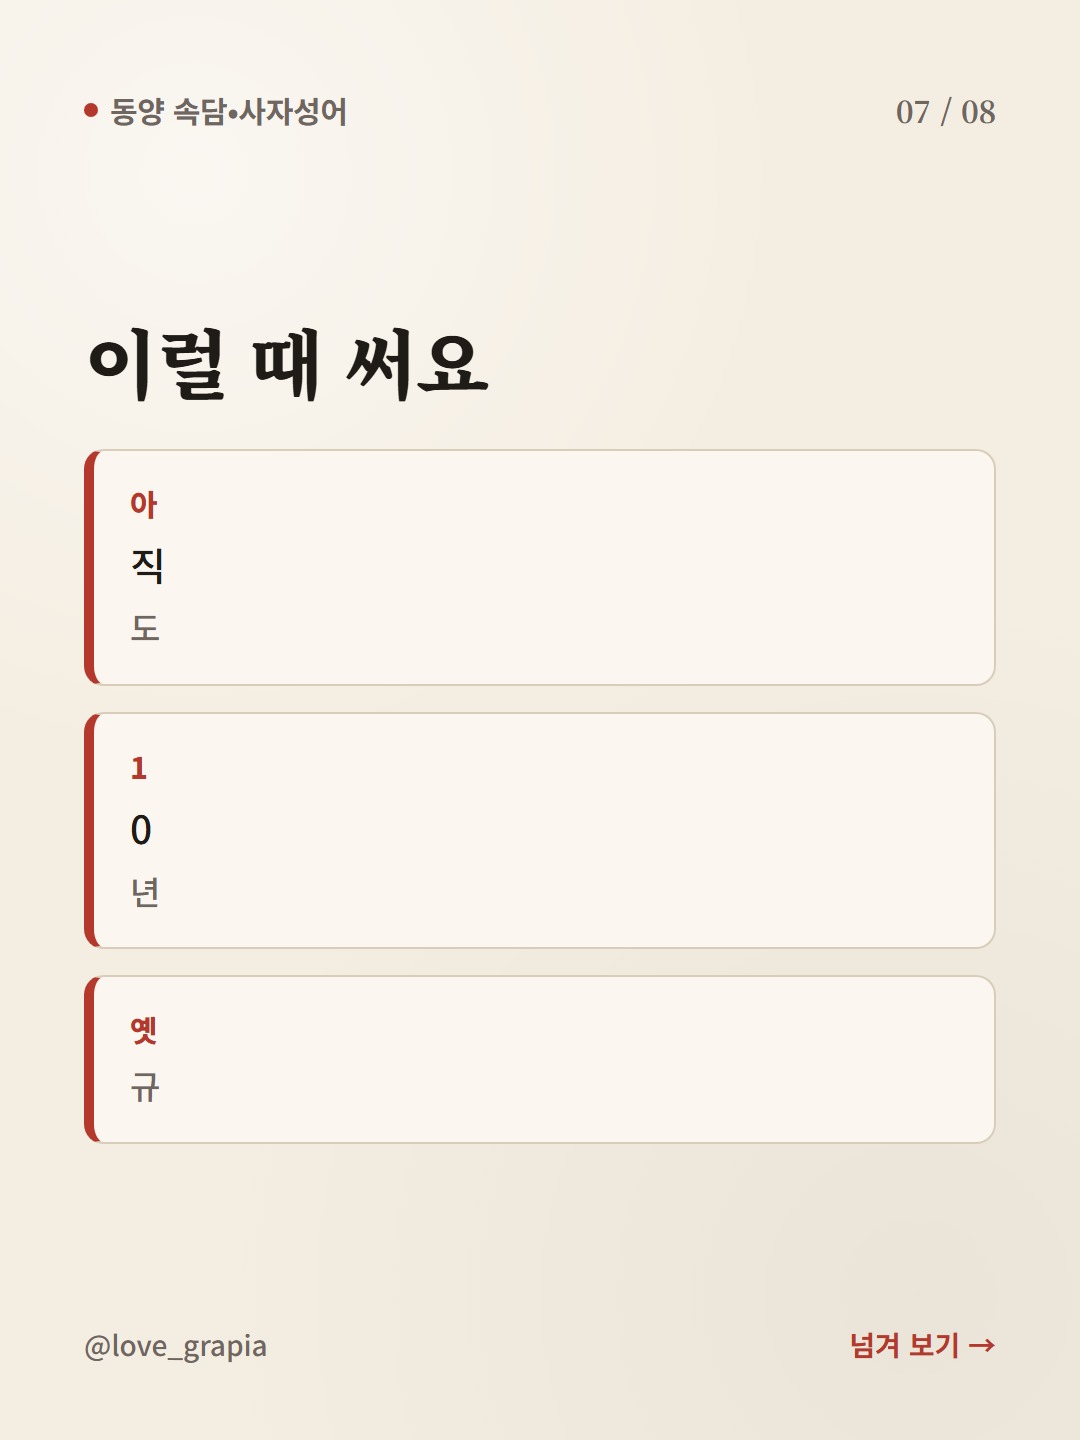 동양 속담•사자성어
07 / 08
이럴 때 써요
아
직
도
1
0
년
옛
규
@love_grapia
넘겨 보기 →